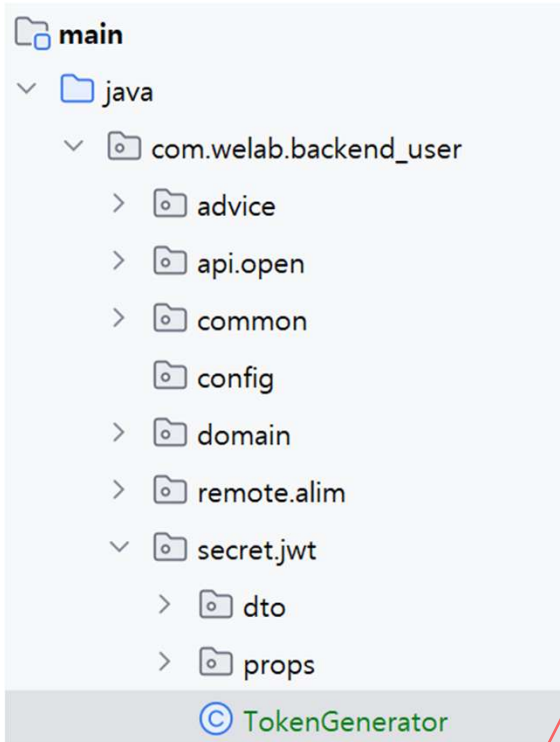 main
java
com.welab.backend_user
advice
api.open
common
config
domain
remote.alim
secret.jwt
dto
props
TokenGenerator